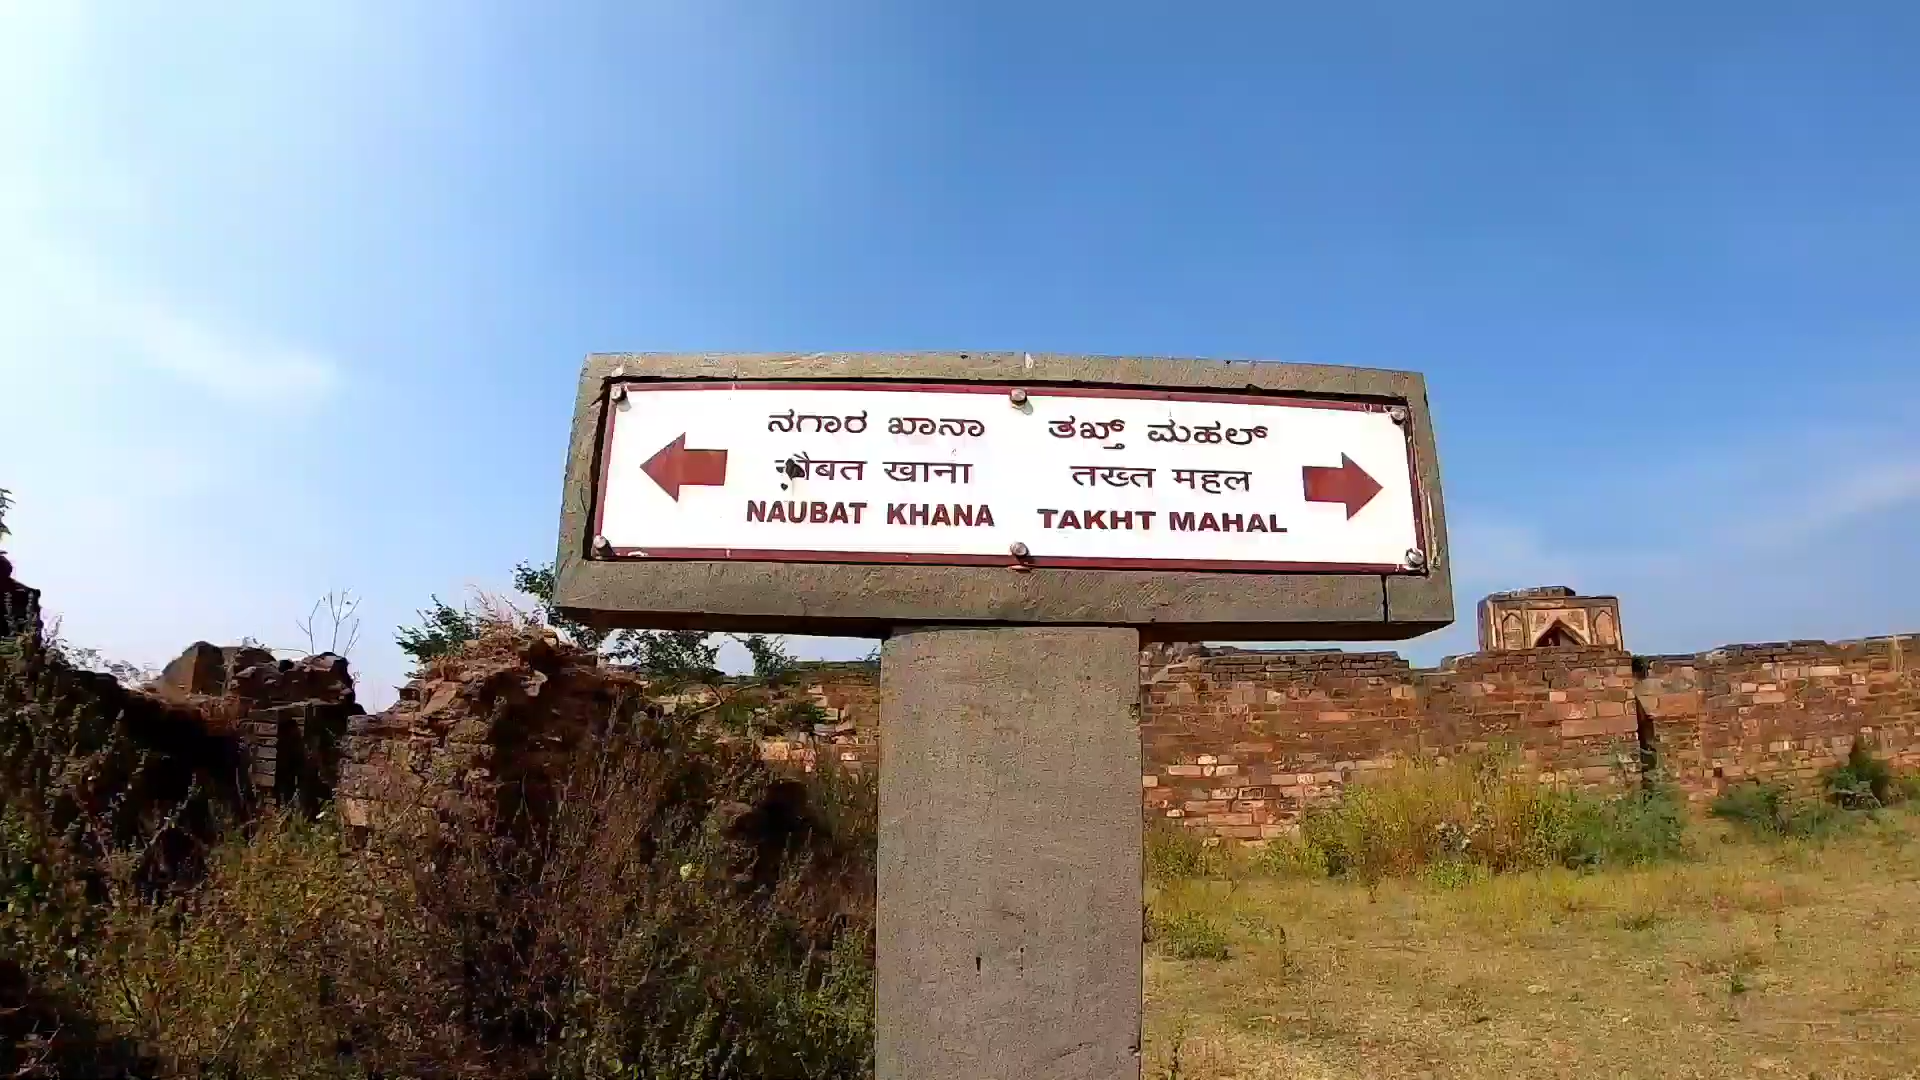 ನಗಾರ ಖಾನಾ
नौबत खाना
NAUBAT KHANA
ತಖ್ತ್ ಮಹಲ್
तख्त महल
TAKHT MAHAL